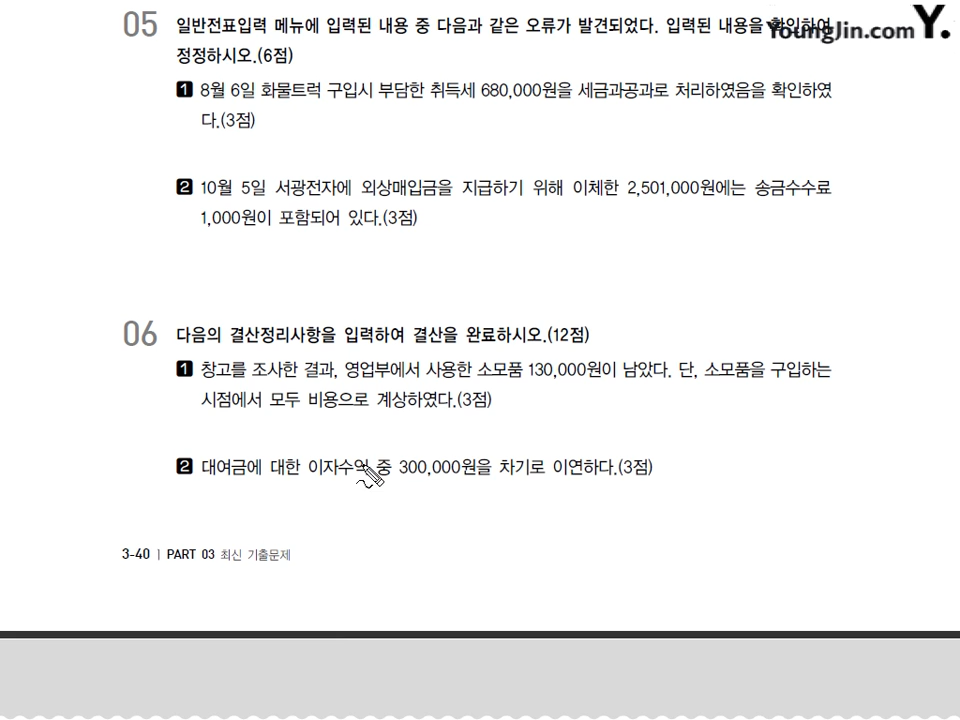 05 일반전표입력 메뉴에 입력된 내용 중 다음과 같은 오류가 발견되었다. 입력된 내용을 확인하여
YoungJin.com Y.
정정하시오.(6점)
1 8월 6일 화물트럭 구입시 부담한 취득세 680,000원을 세금과공과로 처리하였음을 확인하였
다.(3점)
2 10월 5일 서광전자에 외상매입금을 지급하기 위해 이체한 2,501,000원에는 송금수수료
1,000원이 포함되어 있다.(3점)
06 다음의 결산정리사항을 입력하여 결산을 완료하시오.(12점)
1 창고를 조사한 결과, 영업부에서 사용한 소모품 130,000원이 남았다. 단, 소모품을 구입하는
시점에서 모두 비용으로 계상하였다.(3점)
2 대여금에 대한 이자수익 중 300,000원을 차기로 이연하다.(3점)
3-40 | PART 03 최신 기출문제